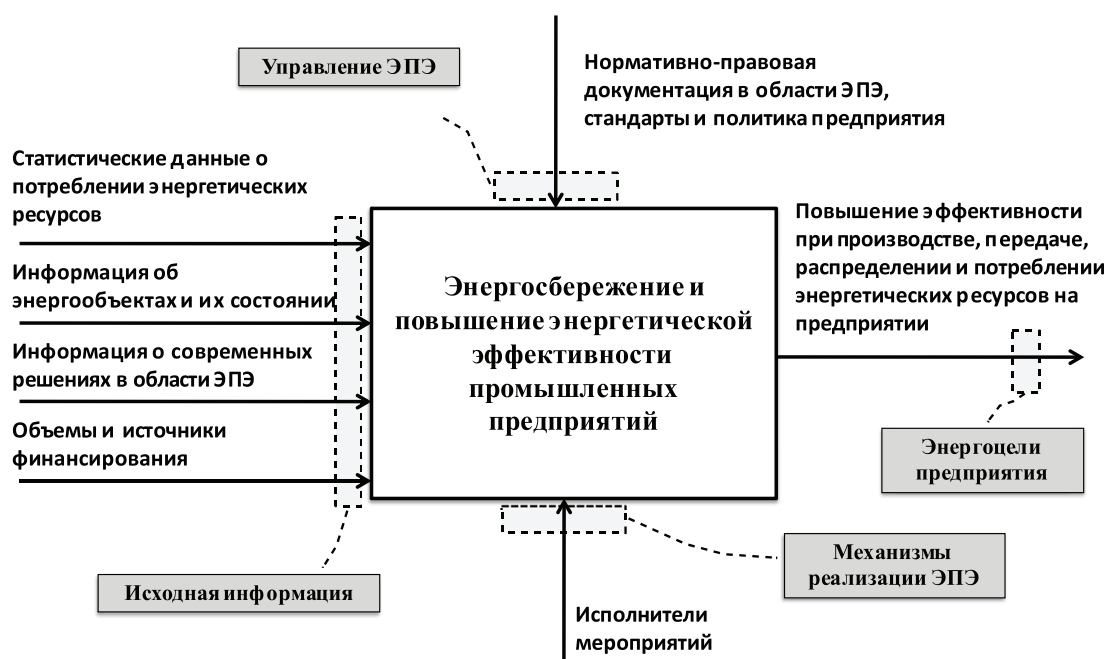 Управление ЭПЭ
Нормативно-правовая
документация в области ЭПЭ,
стандарты и политика предприятия
Статистические данные о
потреблении энергетических
ресурсов
Информация об
энергообъектах и их состоянии
Информация о современных
решениях в области ЭПЭ
Объемы и источники
финансирования
Энергосбережение и
повышение энергетической
эффективности
промышленных
предприятий
Повышение эффективности
при производстве, передаче,
распределении и потреблении
энергетических ресурсов на
предприятии
Энергоцели
предприятия
Механизмы
реализации ЭПЭ
Исходная информация
Исполнители
мероприятий